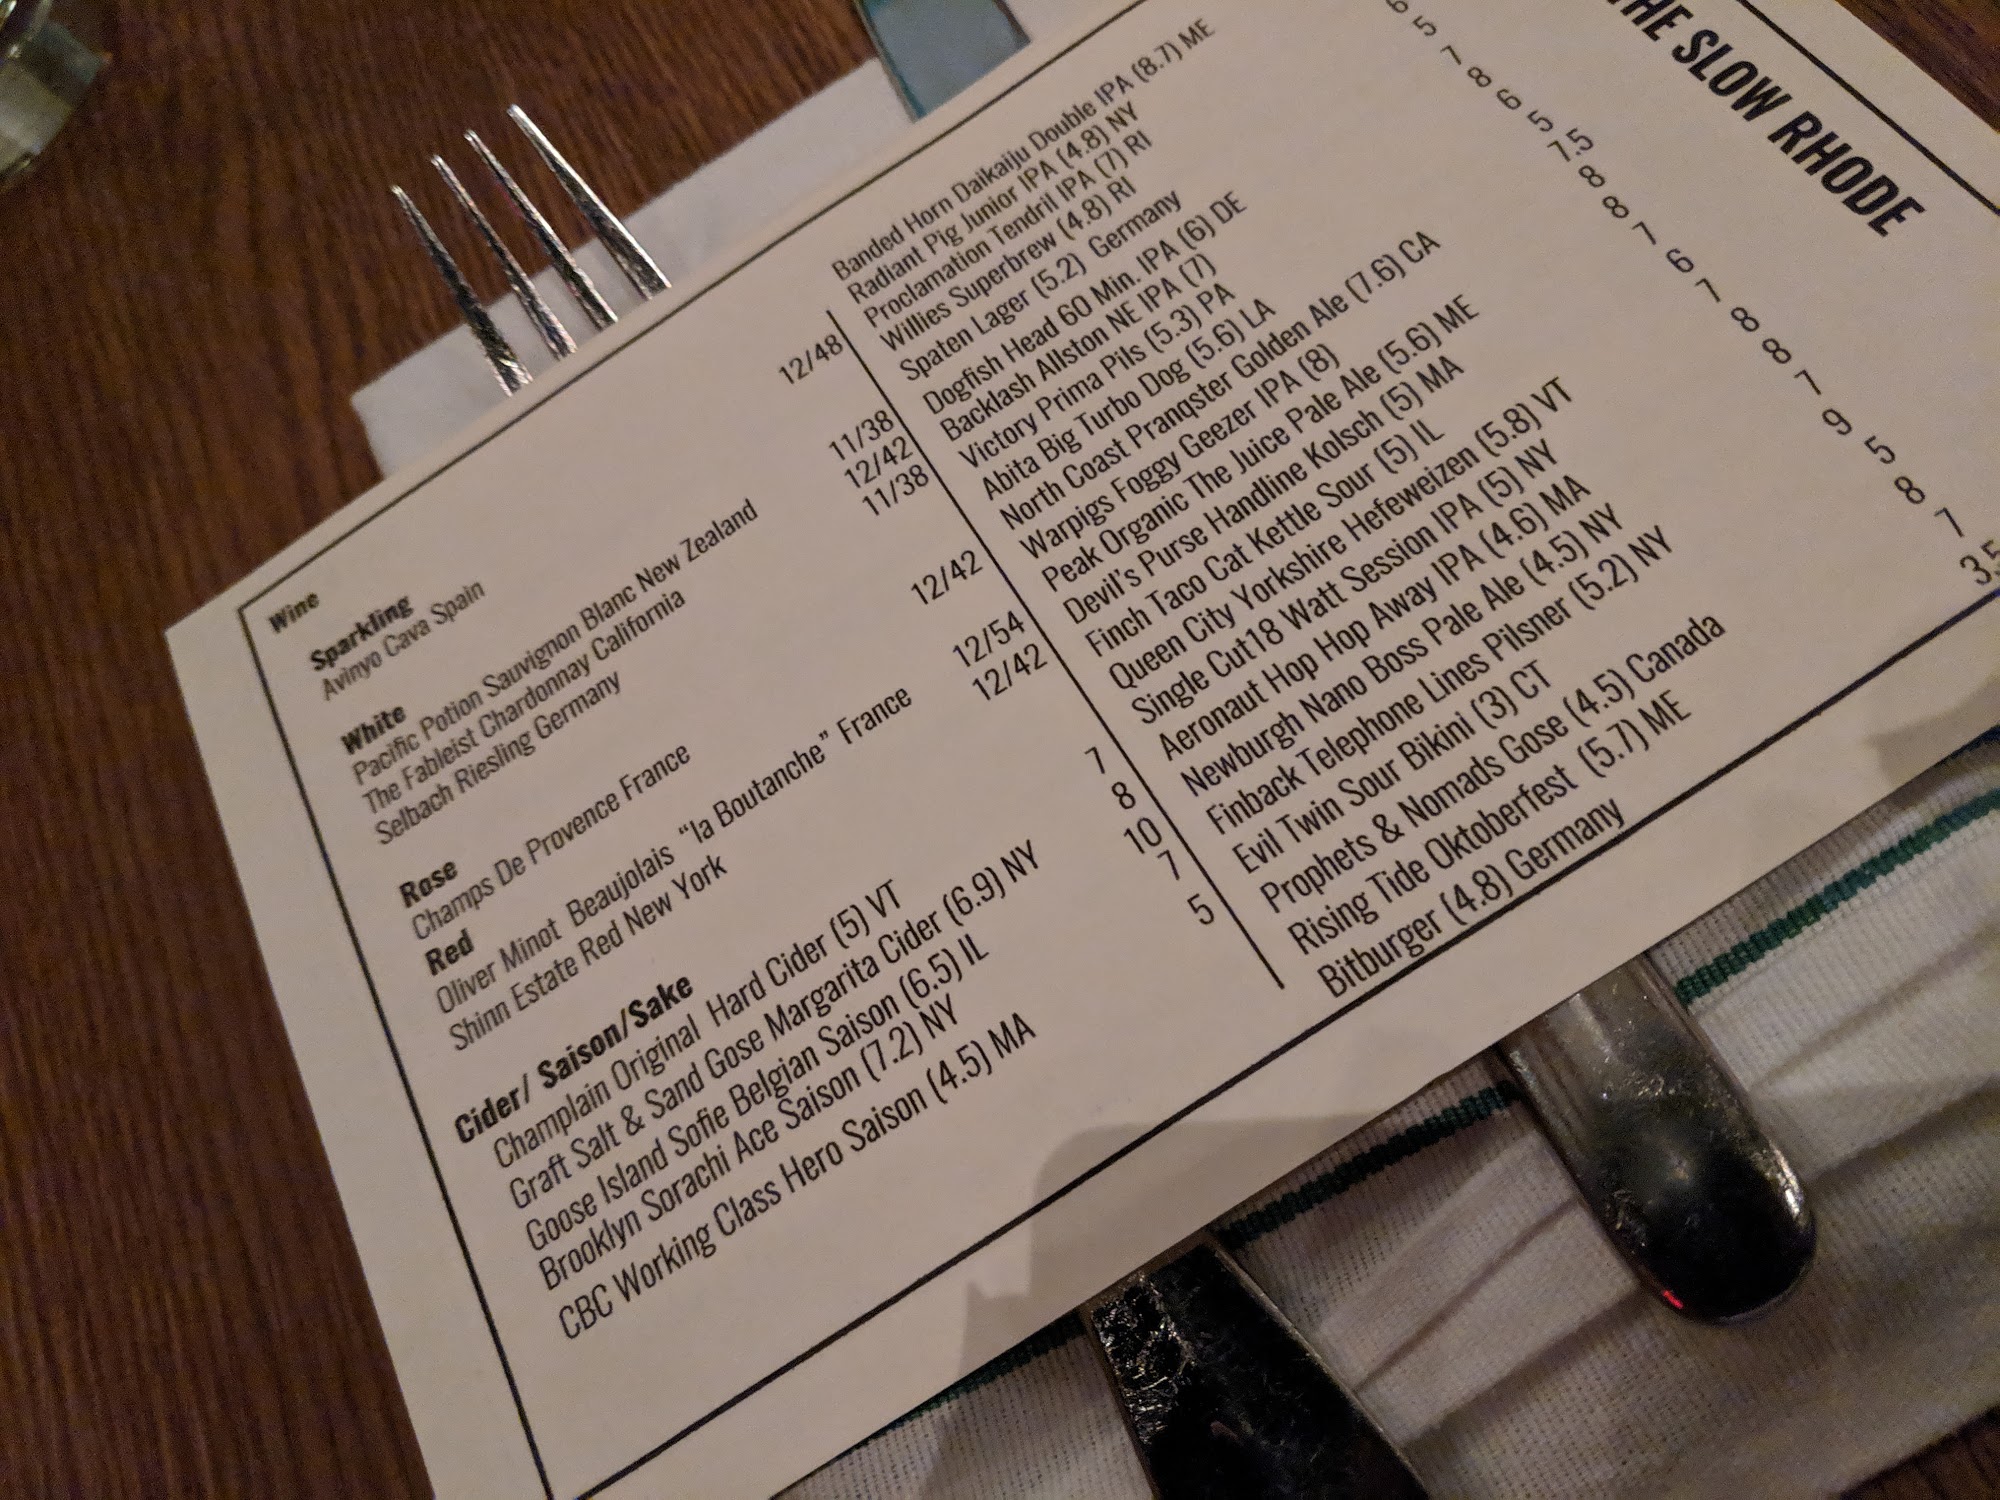 THE SLOW RHODE
Wine
Sparkling
Avinyo Cava Spain 12/48
White
Pacific Potion Sauvignon Blanc New Zealand 11/38
The Fableist Chardonnay California 12/42
Selbach Riesling Germany 11/38
Rose
Champs De Provence France 12/42
Red
Oliver Minot Beaujolais "la Boutanche" France 12/54
Shinn Estate Red New York 12/42
Cider/ Saison/Sake
Champlain Original Hard Cider (5) VT 7
Graft Salt & Sand Gose Margarita Cider (6.9) NY 8
Goose Island Sofie Belgian Saison (6.5) IL 10
Brooklyn Sorachi Ace Saison (7.2) NY 7
CBC Working Class Hero Saison (4.5) MA 5
Banded Horn Daikaiju Double IPA (8.7) ME
Radiant Pig Junior IPA (4.8) NY
Proclamation Tendril IPA (7) RI
Willies Superbrew (4.8) RI
Spaten Lager (5.2) Germany 5
Dogfish Head 60 Min. IPA (6) DE 7
Backlash Allston NE IPA (7) 8
Victory Prima Pils (5.3) PA 6
Abita Big Turbo Dog (5.6) LA 5
North Coast Pranqster Golden Ale (7.6) CA 7.5
Warpigs Foggy Geezer IPA (8) 8
Peak Organic The Juice Pale Ale (5.6) ME 8
Devil's Purse Handline Kolsch (5) MA 7
Finch Taco Cat Kettle Sour (5) IL 6
Queen City Yorkshire Hefeweizen (5.8) VT 7
Single Cut18 Watt Session IPA (5) NY 8
Aeronaut Hop Hop Away IPA (4.6) MA 8
Newburgh Nano Boss Pale Ale (4.5) NY 7
Finback Telephone Lines Pilsner (5.2) NY 9
Evil Twin Sour Bikini (3) CT 5
Prophets & Nomads Gose (4.5) Canada 8
Rising Tide Oktoberfest (5.7) ME 7
Bitburger (4.8) Germany 3.5